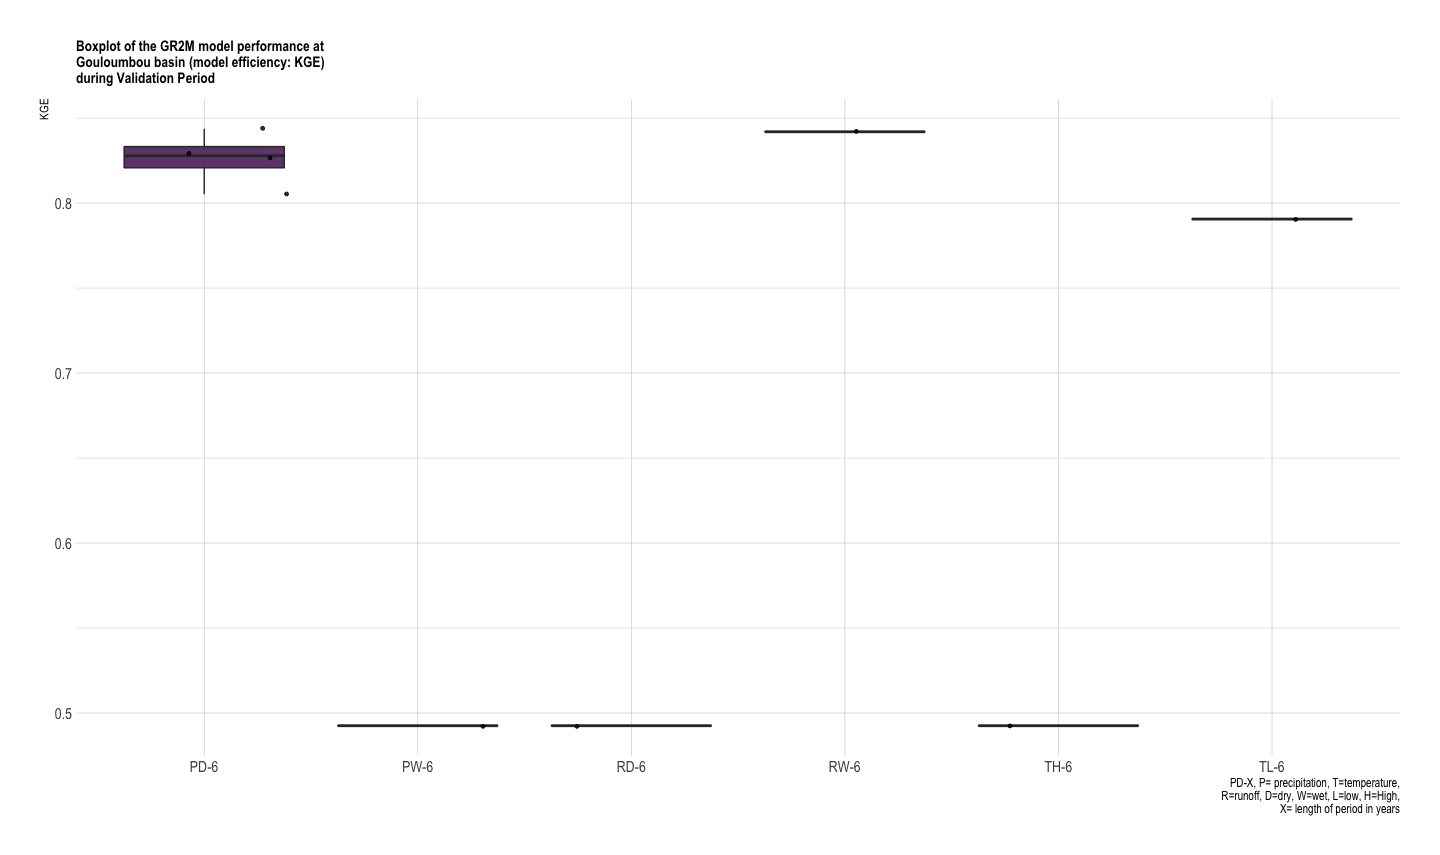 Boxplot of the GR2M model performance at
Gouloumbou basin (model efficiency: KGE)
during Validation Period
KGE
0.8
0.7
0.6
0.5
PD-6 PW-6 RD-6 RW-6 TH-6 TL-6
PD-X, P= precipitation, T=temperature,
R=runoff, D=dry, W=wet, L=low, H=High,
X= length of period in years